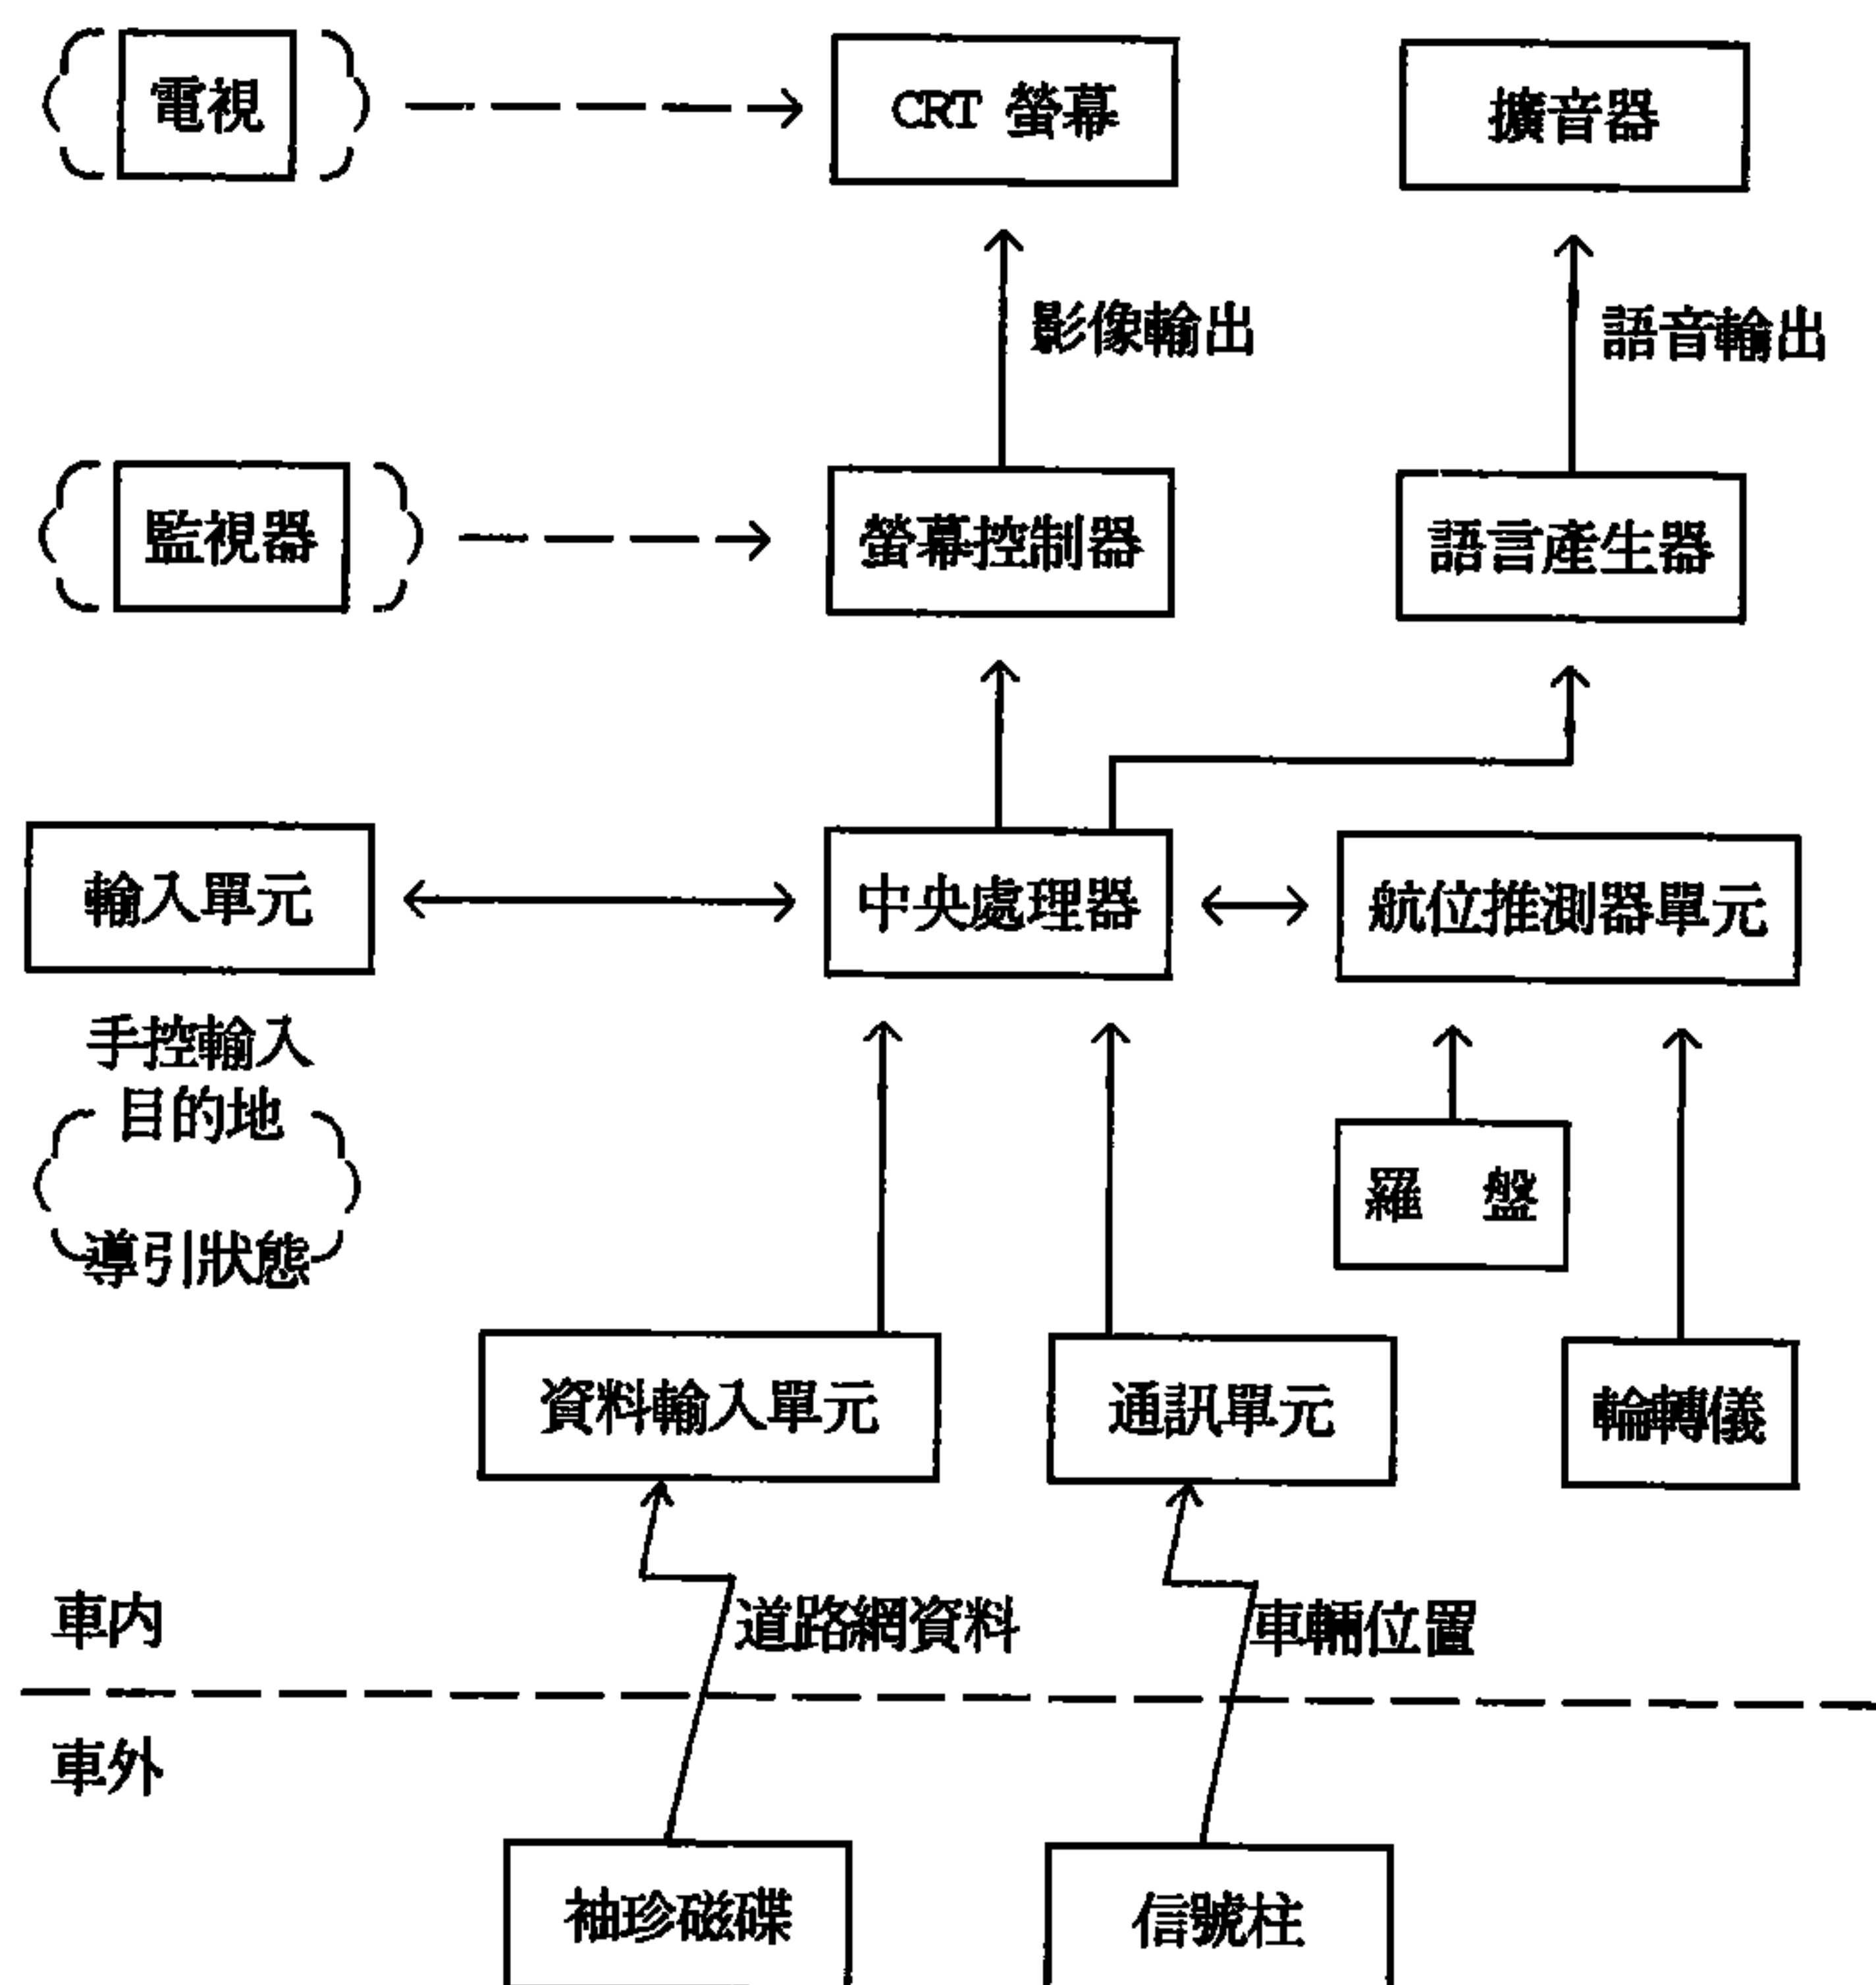 電視
CRT 螢幕
擴音器
影像輸出
語音輸出
監視器
螢幕控制器
語言產生器
輸入單元
中央處理器
航位推測器單元
手控輸入
目的地
導引狀態
羅 盤
資料輸入單元
通訊單元
輪轉儀
車內
道路網資料
車輛位置
車外
袖珍磁碟
信號柱